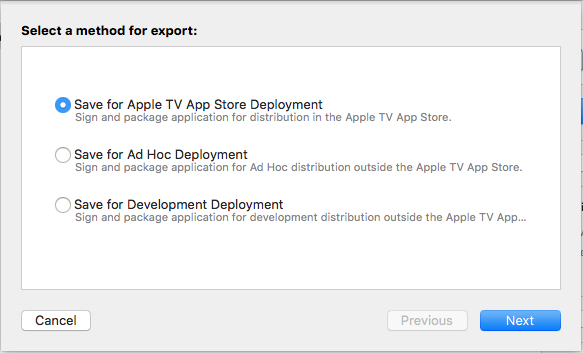 Select a method for export:
Save for Apple TV App Store Deployment
Sign and package application for distribution in the Apple TV App Store.
Save for Ad Hoc Deployment
Sign and package application for Ad Hoc distribution outside the Apple TV App Store.
Save for Development Deployment
Sign and package application for development distribution outside the Apple TV App...
Cancel
Previous
Next